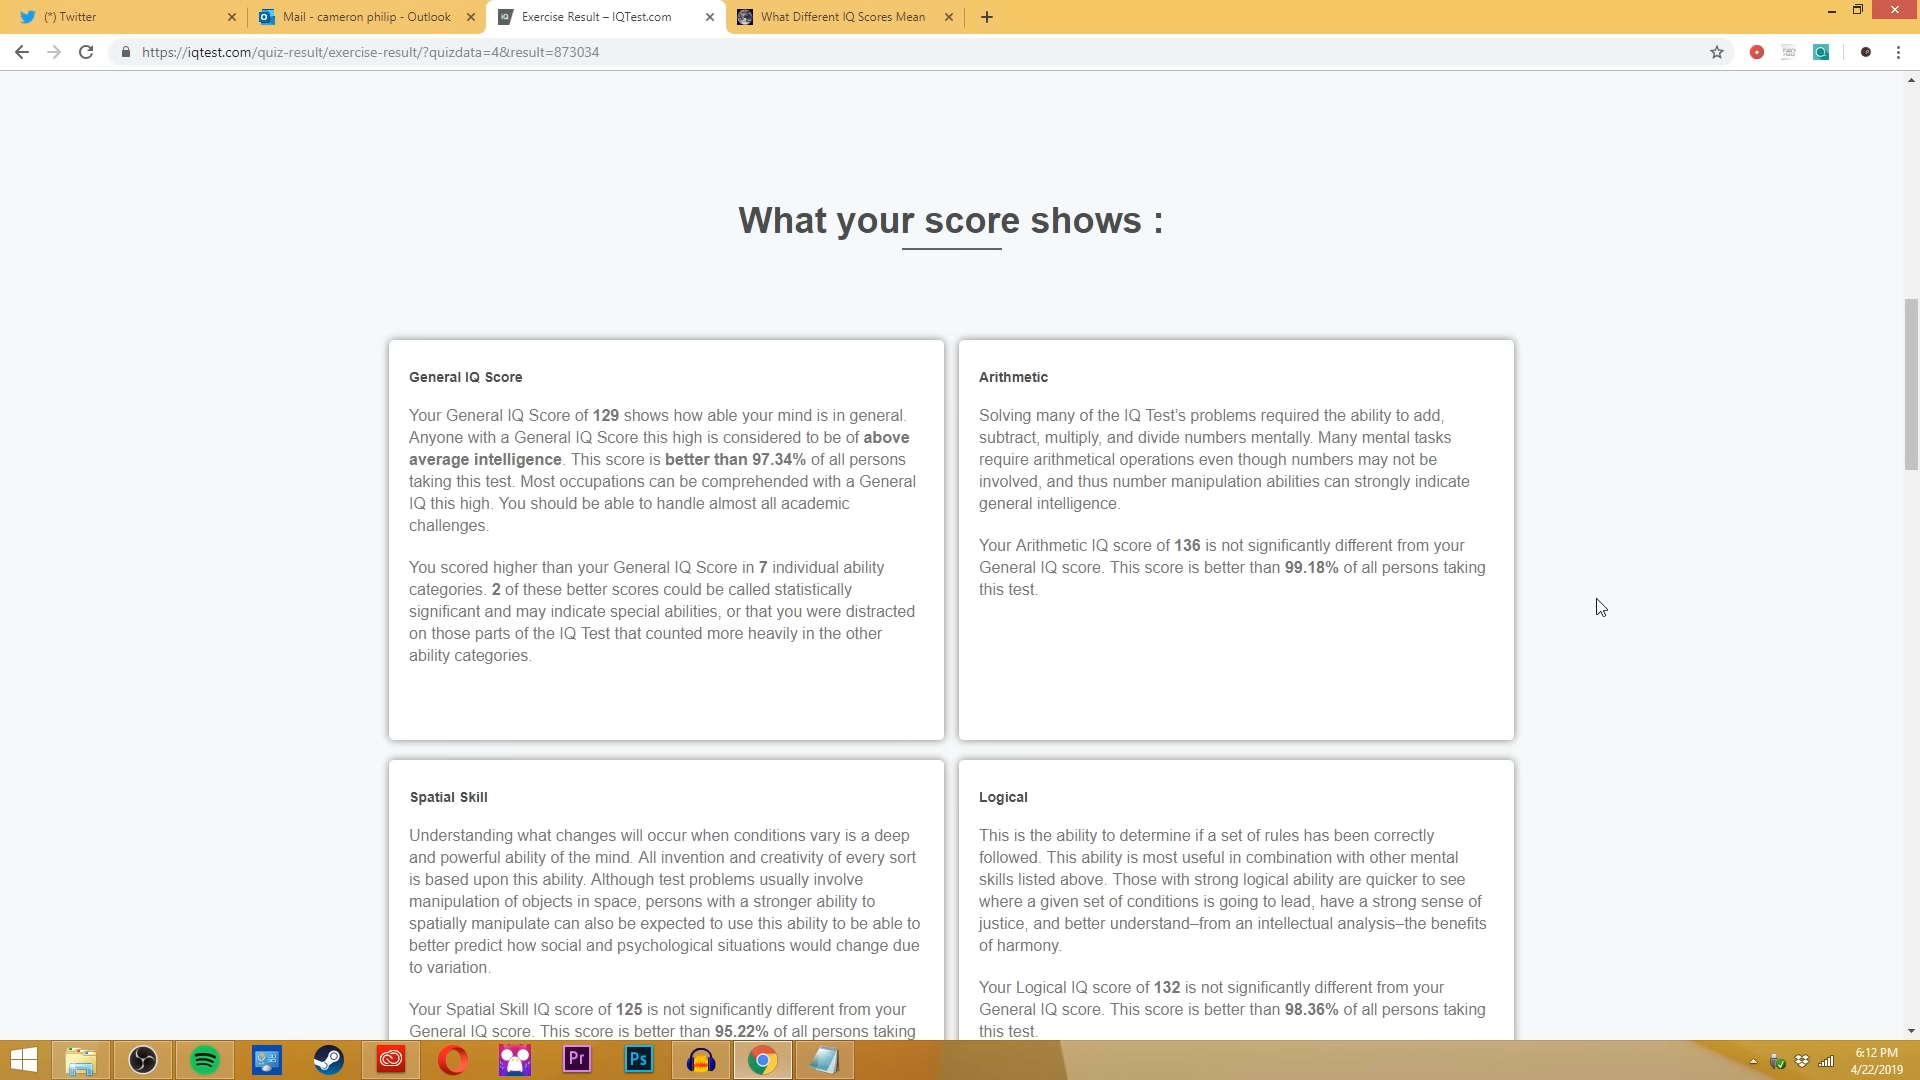 (*) Twitter
Mail - cameron philip - Outlook
Exercise Result – IQTest.com
What Different IQ Scores Mean
https://iqtest.com/quiz-result/exercise-result/?quizdata=4&result=873034
What your score shows :
General IQ Score
Your General IQ Score of 129 shows how able your mind is in general.
Anyone with a General IQ Score this high is considered to be of above
average intelligence. This score is better than 97.34% of all persons
taking this test. Most occupations can be comprehended with a General
IQ this high. You should be able to handle almost all academic
challenges.
You scored higher than your General IQ Score in 7 individual ability
categories. 2 of these better scores could be called statistically
significant and may indicate special abilities, or that you were distracted
on those parts of the IQ Test that counted more heavily in the other
ability categories.
Arithmetic
Solving many of the IQ Test's problems required the ability to add,
subtract, multiply, and divide numbers mentally. Many mental tasks
require arithmetical operations even though numbers may not be
involved, and thus number manipulation abilities can strongly indicate
general intelligence.
Your Arithmetic IQ score of 136 is not significantly different from your
General IQ score. This score is better than 99.18% of all persons taking
this test.
Spatial Skill
Understanding what changes will occur when conditions vary is a deep
and powerful ability of the mind. All invention and creativity of every sort
is based upon this ability. Although test problems usually involve
manipulation of objects in space, persons with a stronger ability to
spatially manipulate can also be expected to use this ability to be able to
better predict how social and psychological situations would change due
to variation.
Your Spatial Skill IQ score of 125 is not significantly different from your
General IQ score. This score is better than 95.22% of all persons taking
Logical
This is the ability to determine if a set of rules has been correctly
followed. This ability is most useful in combination with other mental
skills listed above. Those with strong logical ability are quicker to see
where a given set of conditions is going to lead, have a strong sense of
justice, and better understand–from an intellectual analysis–the benefits
of harmony.
Your Logical IQ score of 132 is not significantly different from your
General IQ score. This score is better than 98.36% of all persons taking
this test.
Pr
Ps
6:12 PM
4/22/2019